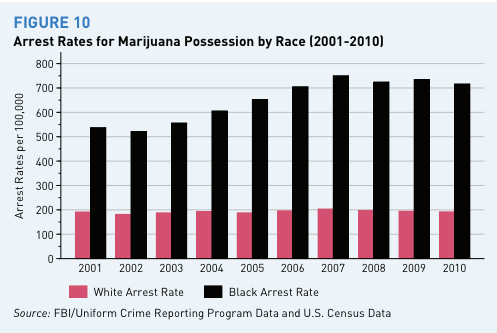 FIGURE 10
Arrest Rates for Marijuana Possession by Race (2001-2010)
Arrest Rates per 100,000
800
700
600
500
400
300
200
100
0
2001 2002 2003 2004 2005 2006 2007 2008 2009 2010
White Arrest Rate Black Arrest Rate
Source: FBI/Uniform Crime Reporting Program Data and U.S. Census Data